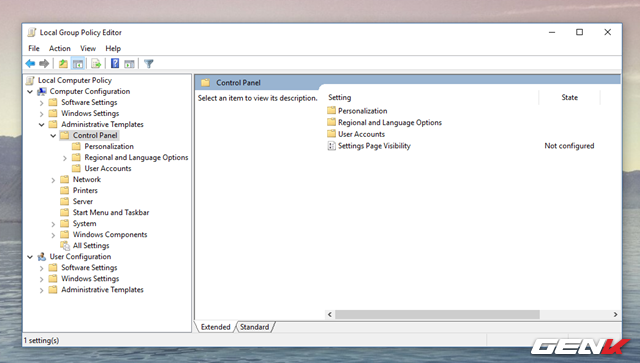 Local Group Policy Editor
File Action View Help
Local Computer Policy
Computer Configuration
Software Settings
Windows Settings
Administrative Templates
Control Panel
Personalization
Regional and Language Options
User Accounts
Network
Printers
Server
Start Menu and Taskbar
System
Windows Components
All Settings
User Configuration
Software Settings
Windows Settings
Administrative Templates
Control Panel
Select an item to view its description.
Setting State
Personalization
Regional and Language Options
User Accounts
Settings Page Visibility Not configured
Extended Standard
1 setting(s)
GENK